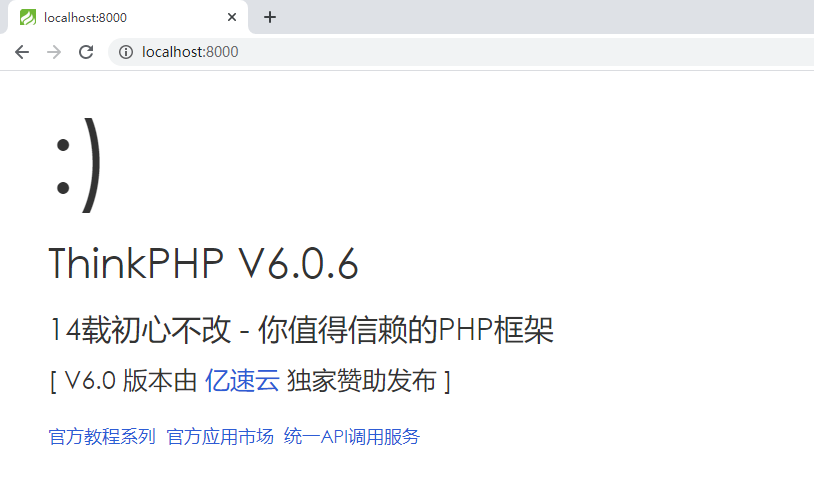 localhost:8000
localhost:8000
:)
ThinkPHP V6.0.6
14载初心不改 - 你值得信赖的PHP框架
[ V6.0 版本由 亿速云 独家赞助发布 ]
官方教程系列 官方应用市场 统一API调用服务